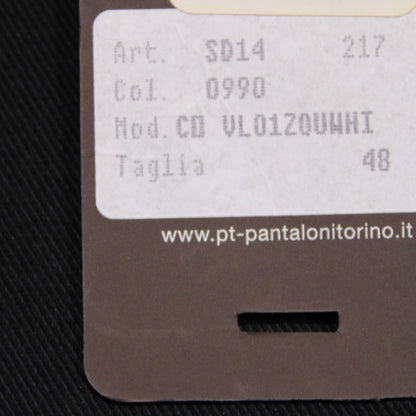 Art. SD14 217
Col. 0990
Mod. CD VL01Z0UWHI
Taglia 48
www.pt-pantalonitorino.it